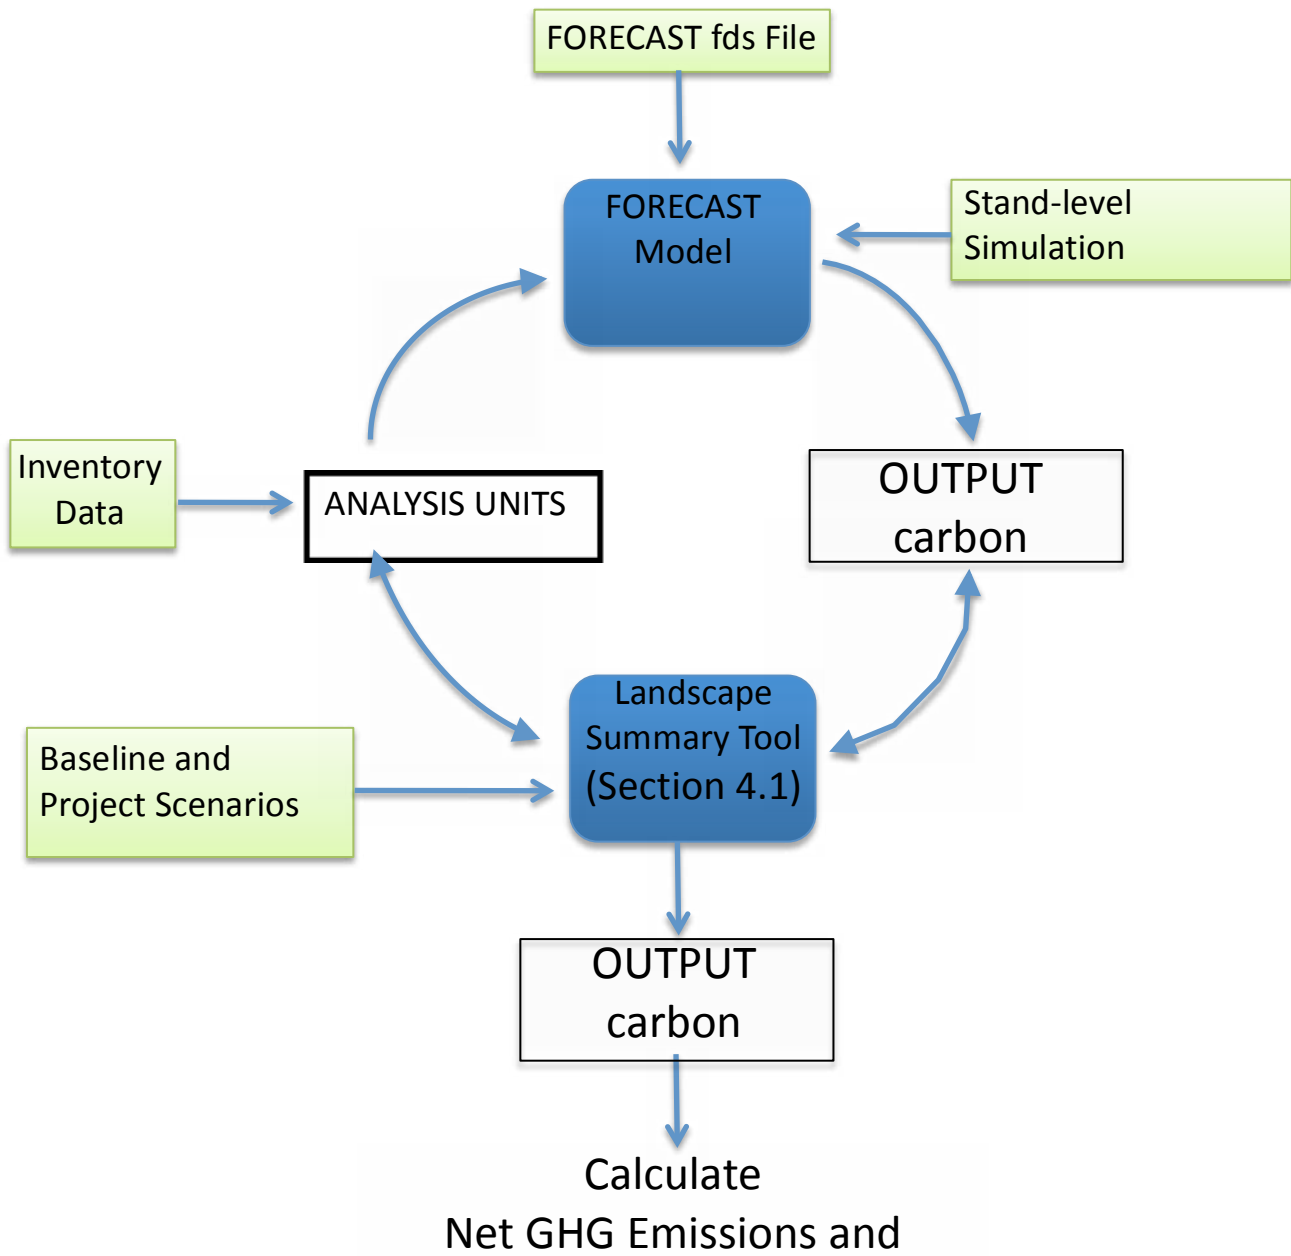 FORECAST fds File
FORECAST
Model
Stand-level
Simulation
Inventory
Data
ANALYSIS UNITS
OUTPUT
carbon
Landscape
Summary Tool
(Section 4.1)
Baseline and
Project Scenarios
OUTPUT
carbon
Calculate
Net GHG Emissions and